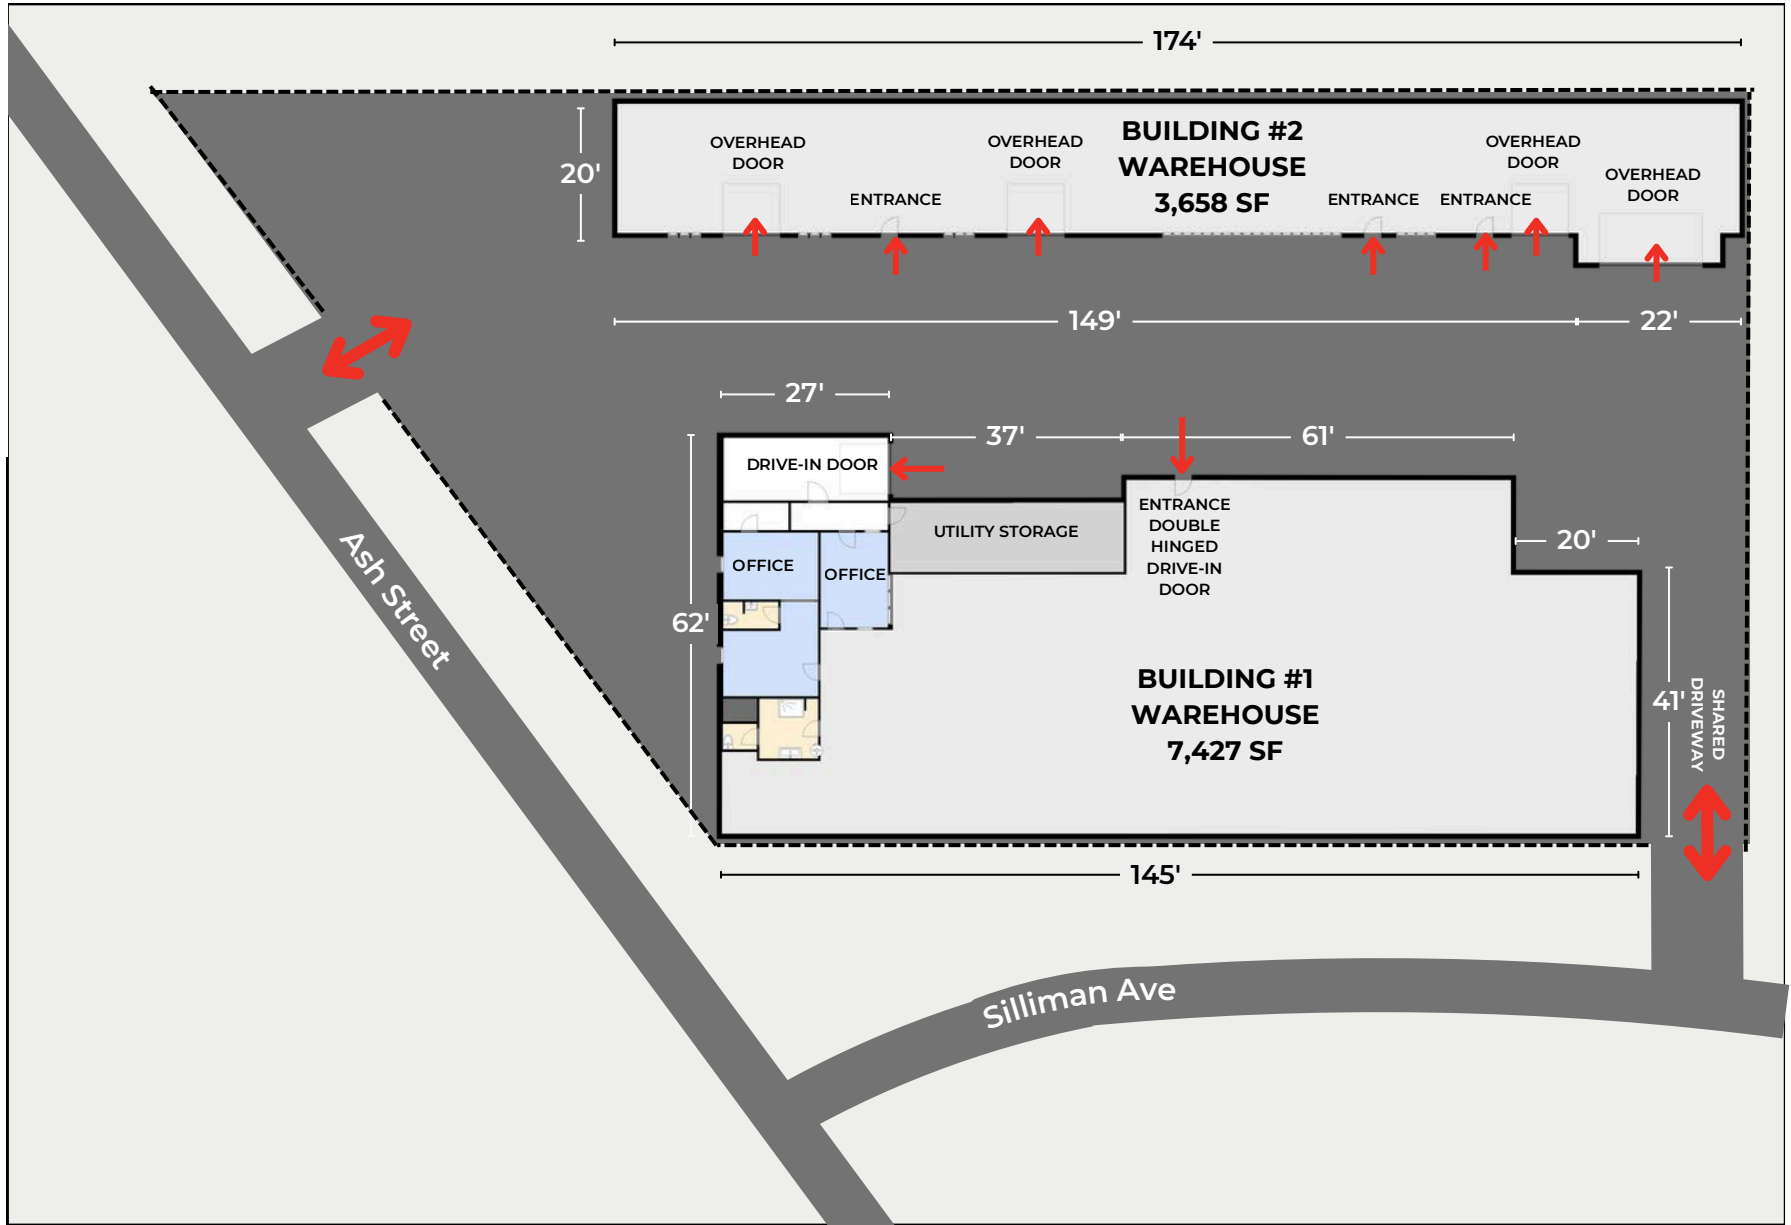 174'
BUILDING #2
WAREHOUSE
3,658 SF
OVERHEAD
DOOR
OVERHEAD
DOOR
OVERHEAD
DOOR
OVERHEAD
DOOR
20'
ENTRANCE
ENTRANCE
ENTRANCE
149'
22'
27'
37'
61'
DRIVE-IN DOOR
UTILITY STORAGE
ENTRANCE
DOUBLE
HINGED
DRIVE-IN
DOOR
20'
OFFICE
OFFICE
62'
Ash Street
BUILDING #1
WAREHOUSE
7,427 SF
41'
SHARED
DRIVEWAY
145'
Silliman Ave